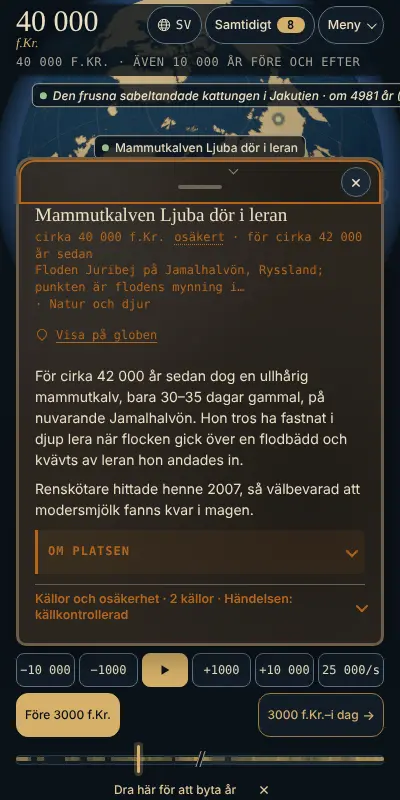 40 000
f.Kr.
SV
Samtidigt 8
Meny
40 000 F.KR. · ÄVEN 10 000 ÅR FÖRE OCH EFTER
Den frusna sabeltandade kattungen i Jakutien · om 4981 år (
Mammutkalven Ljuba dör i leran
Mammutkalven Ljuba dör i leran
cirka 40 000 f.Kr. osäkert · för cirka 42 000
år sedan
Floden Juribej på Jamalhalvön, Ryssland;
punkten är flodens mynning i…
· Natur och djur
Visa på globen
För cirka 42 000 år sedan dog en ullhårig
mammutkalv, bara 30–35 dagar gammal, på
nuvarande Jamalhalvön. Hon tros ha fastnat i
djup lera när flocken gick över en flodbädd och
kvävts av leran hon andades in.
Renskötare hittade henne 2007, så välbevarad att
modersmjölk fanns kvar i magen.
OM PLATSEN
Källor och osäkerhet · 2 källor · Händelsen:
källkontrollerad
−10 000
−1000
+1000
+10 000
25 000/s
Före 3000 f.Kr.
3000 f.Kr.–i dag →
Dra här för att byta år ✕